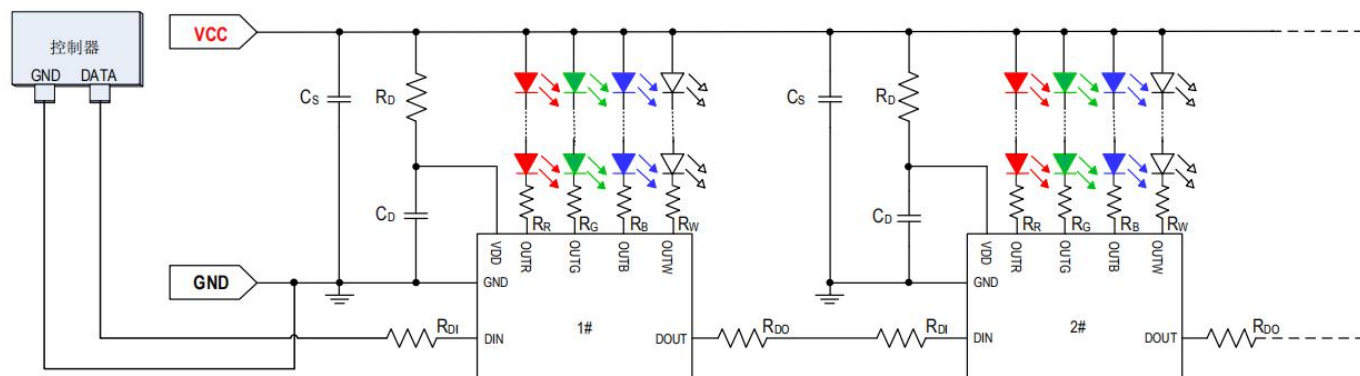 控制器
GND DATA
VCC
GND
CS
RD
CD
RR
RG
RB
RW
VDD
OUTR
OUTG
OUTB
OUTW
GND
RDI
DIN
1#
DOUT
RDO
CS
RD
CD
RR
RG
RB
RW
VDD
OUTR
OUTG
OUTB
OUTW
GND
RDI
DIN
2#
DOUT
RDO